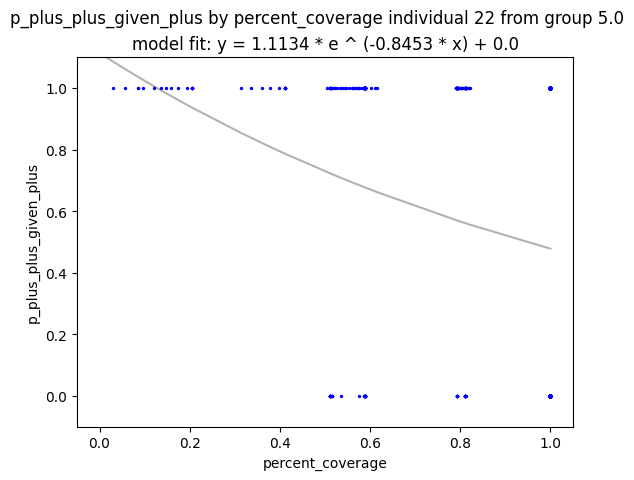 p_plus_plus_given_plus by percent_coverage individual 22 from group 5.0
model fit: y = 1.1134 * e ^ (-0.8453 * x) + 0.0
1.0
0.8
0.6
0.4
0.2
0.0
p_plus_plus_given_plus
0.0 0.2 0.4 0.6 0.8 1.0
percent_coverage